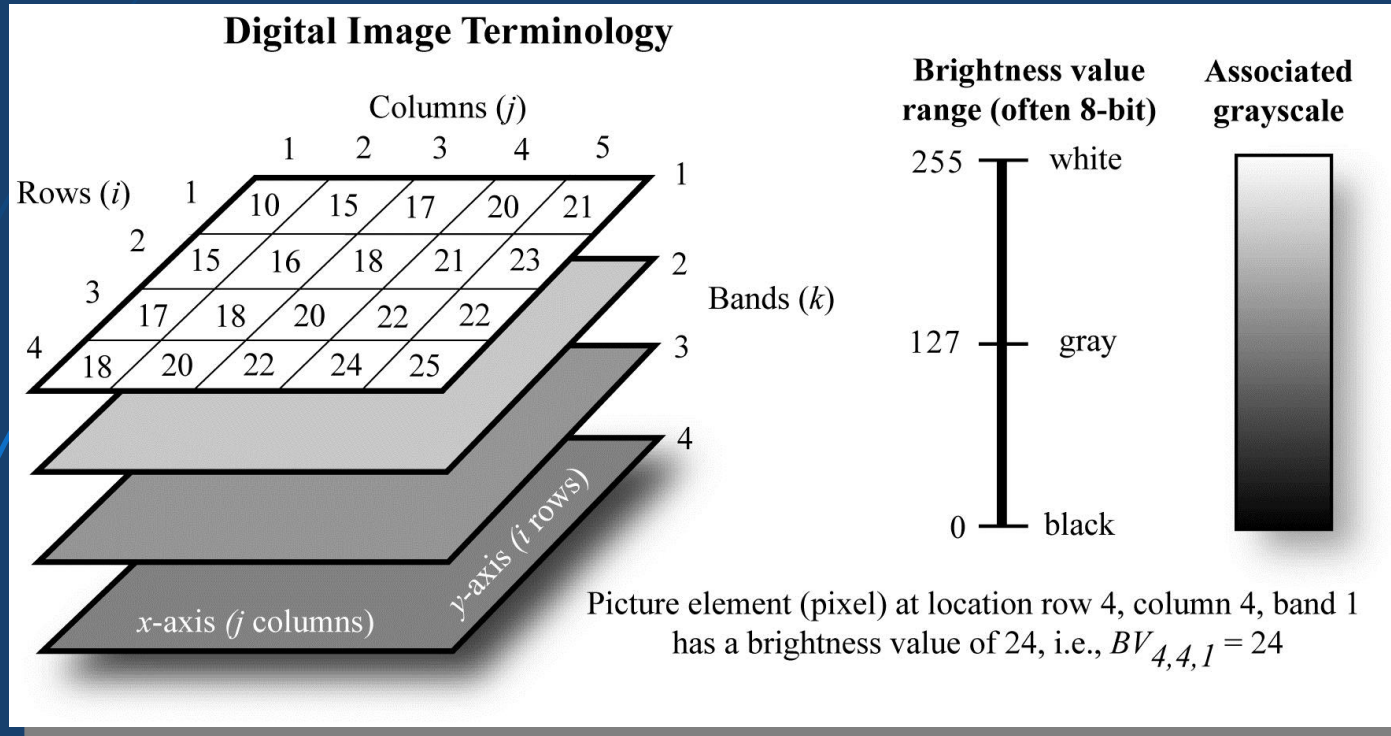 Digital Image Terminology
Columns (j)
1 2 3 4 5
Rows (i)
1
2
3
4
10 15 17 20 21
15 16 18 21 23
17 18 20 22 22
18 20 22 24 25
1
2
3
4
Bands (k)
x-axis (j columns)
y-axis (i rows)
Brightness value
range (often 8-bit)
255 white
127 gray
0 black
Associated
grayscale
Picture element (pixel) at location row 4, column 4, band 1
has a brightness value of 24, i.e., BV4,4,1 = 24